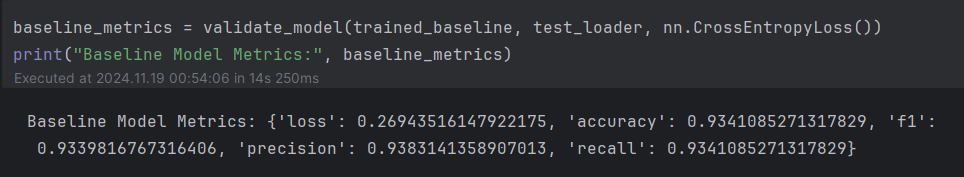 baseline_metrics = validate_model(trained_baseline, test_loader, nn.CrossEntropyLoss())
print("Baseline Model Metrics:", baseline_metrics)
Executed at 2024.11.19 00:54:06 in 14s 250ms
Baseline Model Metrics: {'loss': 0.26943516147922175, 'accuracy': 0.9341085271317829, 'f1':
0.9339816767316406, 'precision': 0.9383141358907013, 'recall': 0.9341085271317829}